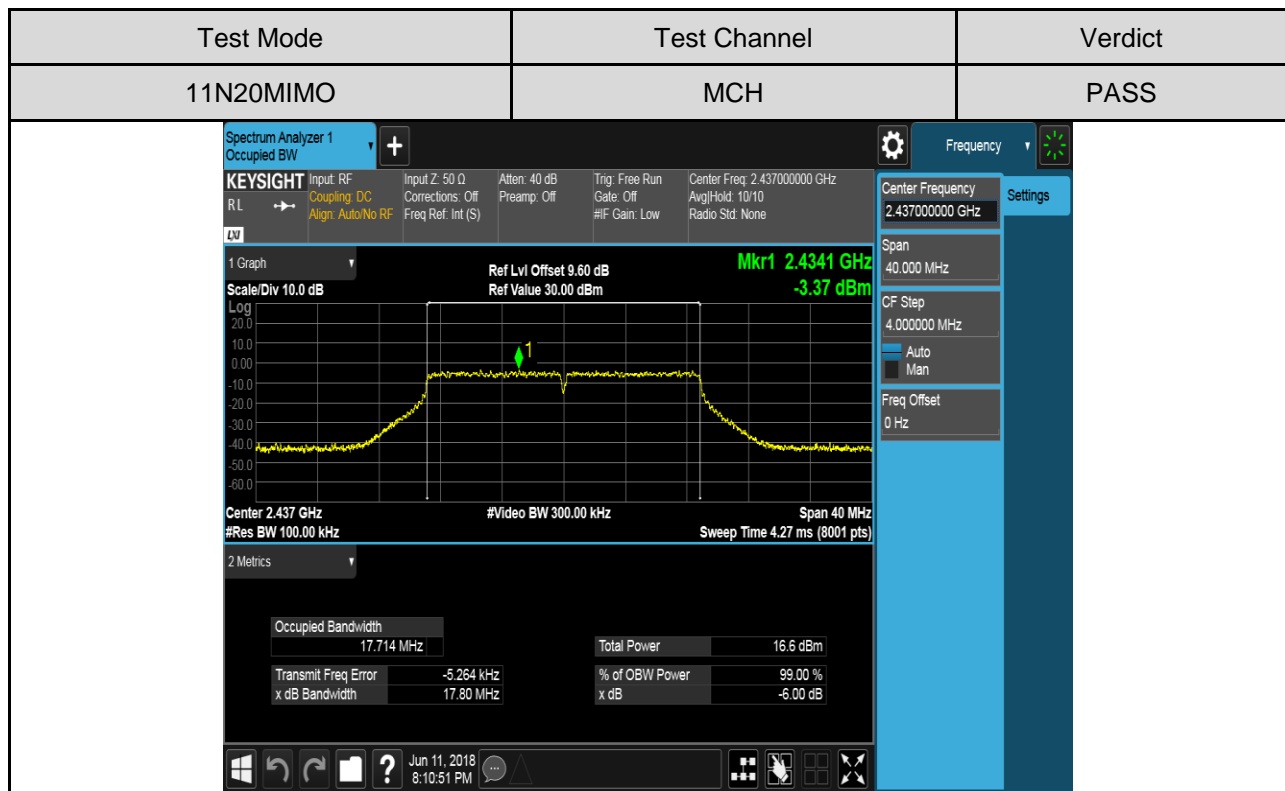 Test Mode Test Channel Verdict
11N20MIMO MCH PASS
Spectrum Analyzer 1
Occupied BW
+
Frequency
KEYSIGHT
RL
LXI
Input: RF
Coupling: DC
Align: Auto/No RF
Input Z: 50 Ω
Corrections: Off
Freq Ref: Int (S)
Atten: 40 dB
Preamp: Off
Trig: Free Run
Gate: Off
#IF Gain: Low
Center Freq: 2.437000000 GHz
Avg|Hold: 10/10
Radio Std: None
Center Frequency
2.437000000 GHz
Settings
Span
40.000 MHz
CF Step
4.000000 MHz
Auto
Man
Freq Offset
0 Hz
1 Graph
Scale/Div 10.0 dB
Ref Lvl Offset 9.60 dB
Ref Value 30.00 dBm
Mkr1 2.4341 GHz
-3.37 dBm
Log
20.0
10.0
0.00
-10.0
-20.0
-30.0
-40.0
-50.0
-60.0
1
Center 2.437 GHz #Video BW 300.00 kHz Span 40 MHz
#Res BW 100.00 kHz Sweep Time 4.27 ms (8001 pts)
2 Metrics
Occupied Bandwidth
17.714 MHz
Total Power 16.6 dBm
Transmit Freq Error -5.264 kHz % of OBW Power 99.00 %
x dB Bandwidth 17.80 MHz x dB -6.00 dB
?
Jun 11, 2018
8:10:51 PM